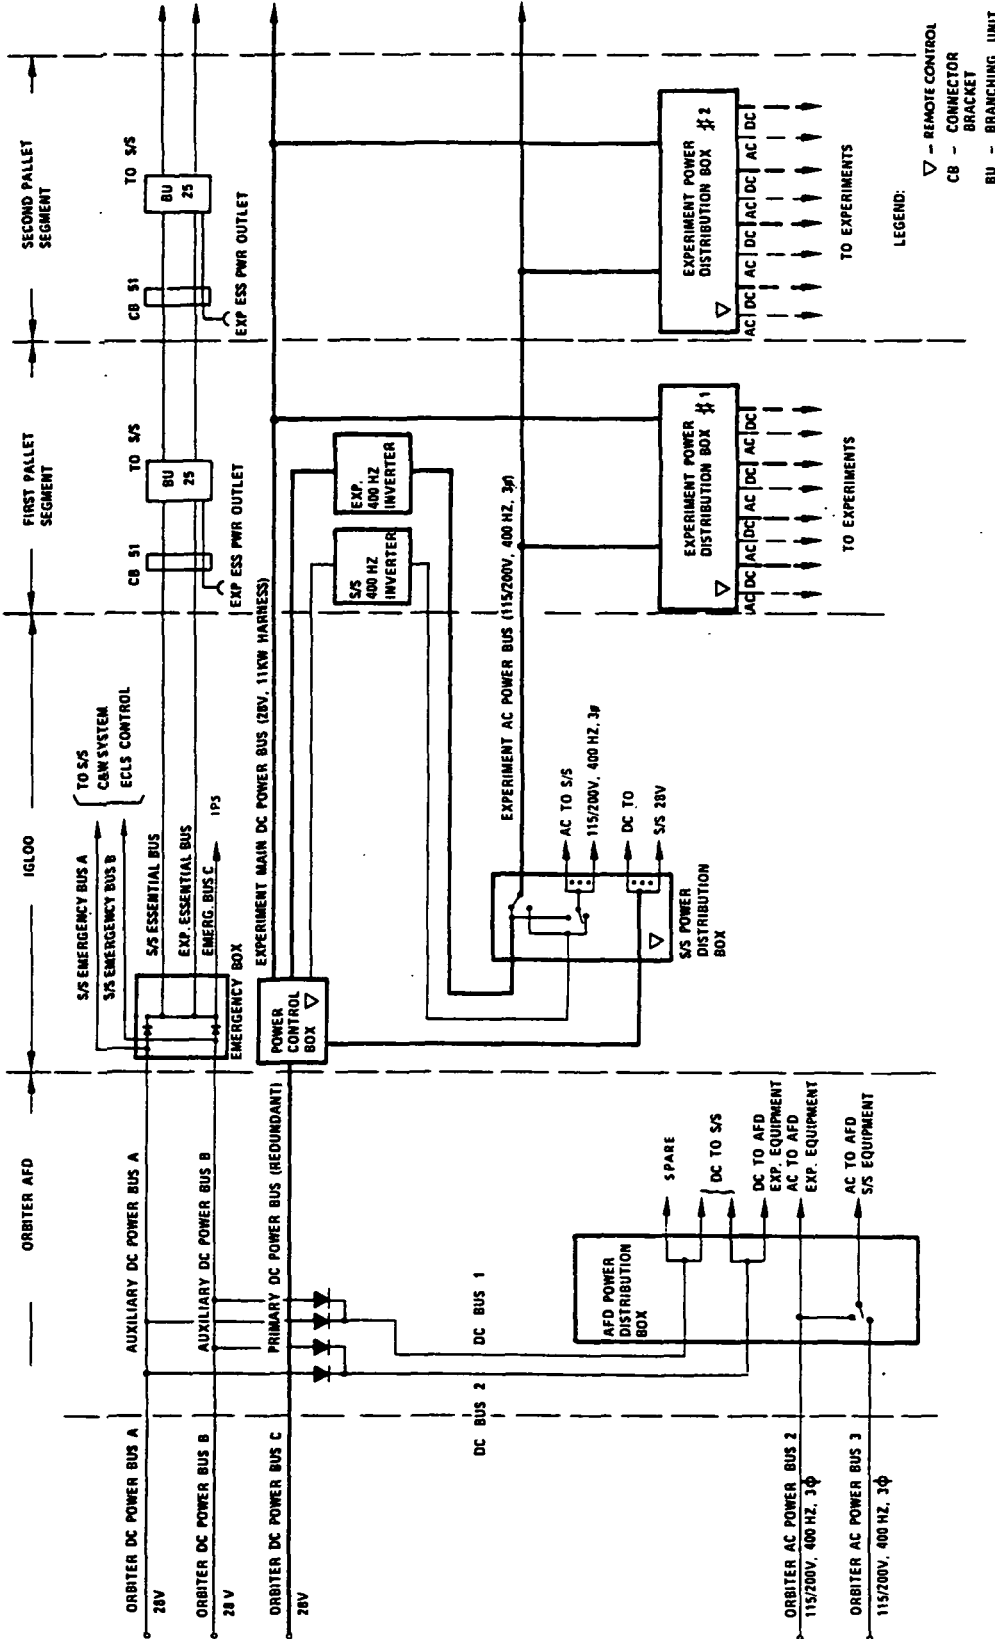 ORBITER AFD
IGLOO
FIRST PALLET
SEGMENT
SECOND PALLET
SEGMENT
ORBITER DC POWER BUS A
28V
ORBITER DC POWER BUS B
28 V
ORBITER DC POWER BUS C
28V
AUXILIARY DC POWER BUS A
AUXILIARY DC POWER BUS B
PRIMARY DC POWER BUS (REDUNDANT)
DC BUS 2
DC BUS 1
ORBITER AC POWER BUS 2
115/200V, 400 HZ, 3Φ
ORBITER AC POWER BUS 3
115/200V, 400 HZ, 3Φ
AFD POWER
DISTRIBUTION
BOX
SPARE
DC TO S/S
DC TO AFD
EXP. EQUIPMENT
AC TO AFD
EXP. EQUIPMENT
AC TO AFD
S/S EQUIPMENT
S/S EMERGENCY BUS A
S/S EMERGENCY BUS B
TO S/S
C&W SYSTEM
ECLS CONTROL
S/S ESSENTIAL BUS
EXP. ESSENTIAL BUS
EMERG. BUS C
IPS
EMERGENCY BOX
EXPERIMENT MAIN DC POWER BUS (28V, 11KW HARNESS)
POWER
CONTROL
BOX
S/S
400 HZ
INVERTER
EXP.
400 HZ
INVERTER
EXPERIMENT AC POWER BUS (115/200V, 400 HZ, 3φ)
AC TO S/S
115/200V, 400 HZ, 3φ
DC TO
S/S 28V
S/S POWER
DISTRIBUTION
BOX
CB 51
BU
25
TO S/S
EXP ESS PWR OUTLET
CB 51
BU
25
TO S/S
EXP ESS PWR OUTLET
EXPERIMENT POWER
DISTRIBUTION BOX #1
AC DC AC DC AC DC AC DC
TO EXPERIMENTS
EXPERIMENT POWER
DISTRIBUTION BOX #2
AC DC AC DC AC DC AC DC
TO EXPERIMENTS
LEGEND:
▽ - REMOTE CONTROL
CB - CONNECTOR
BRACKET
BU - BRANCHING UNIT